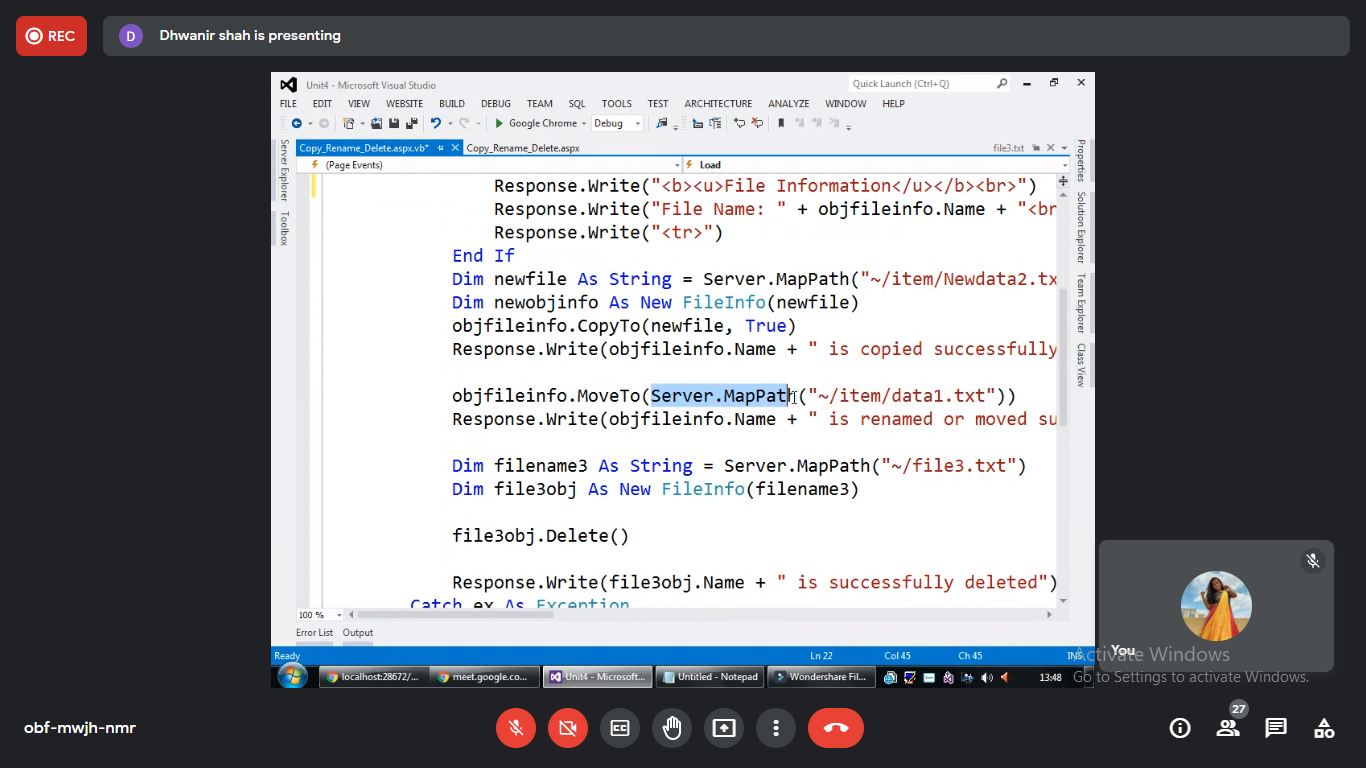 REC
D
Dhwanir shah is presenting
Unit4 - Microsoft Visual Studio
Quick Launch (Ctrl+Q)
FILE EDIT VIEW WEBSITE BUILD DEBUG TEAM SQL TOOLS TEST ARCHITECTURE ANALYZE WINDOW HELP
Google Chrome Debug
Copy_Rename_Delete.aspx.vb* Copy_Rename_Delete.aspx file3.txt
(Page Events) Load
Server Explorer
Toolbox
Properties
Solution Explorer
Team Explorer
Class View
Response.Write("<b><u>File Information</u></b><br>")
Response.Write("File Name: " + objfileinfo.Name + "<br
Response.Write("<tr>")
End If
Dim newfile As String = Server.MapPath("~/item/Newdata2.tx
Dim newobjinfo As New FileInfo(newfile)
objfileinfo.CopyTo(newfile, True)
Response.Write(objfileinfo.Name + " is copied successfully
objfileinfo.MoveTo(Server.MapPath("~/item/data1.txt"))
Response.Write(objfileinfo.Name + " is renamed or moved su
Dim filename3 As String = Server.MapPath("~/file3.txt")
Dim file3obj As New FileInfo(filename3)
file3obj.Delete()
Response.Write(file3obj.Name + " is successfully deleted")
Catch ex As Exception
100 %
Error List Output
Ready Ln 22 Col 45 Ch 45 INS
localhost:28672/... meet.google.co... Unit4 - Microsoft... Untitled - Notepad Wondershare Fil... 13:48
You
Activate Windows
Go to Settings to activate Windows.
obf-mwjh-nmr
27